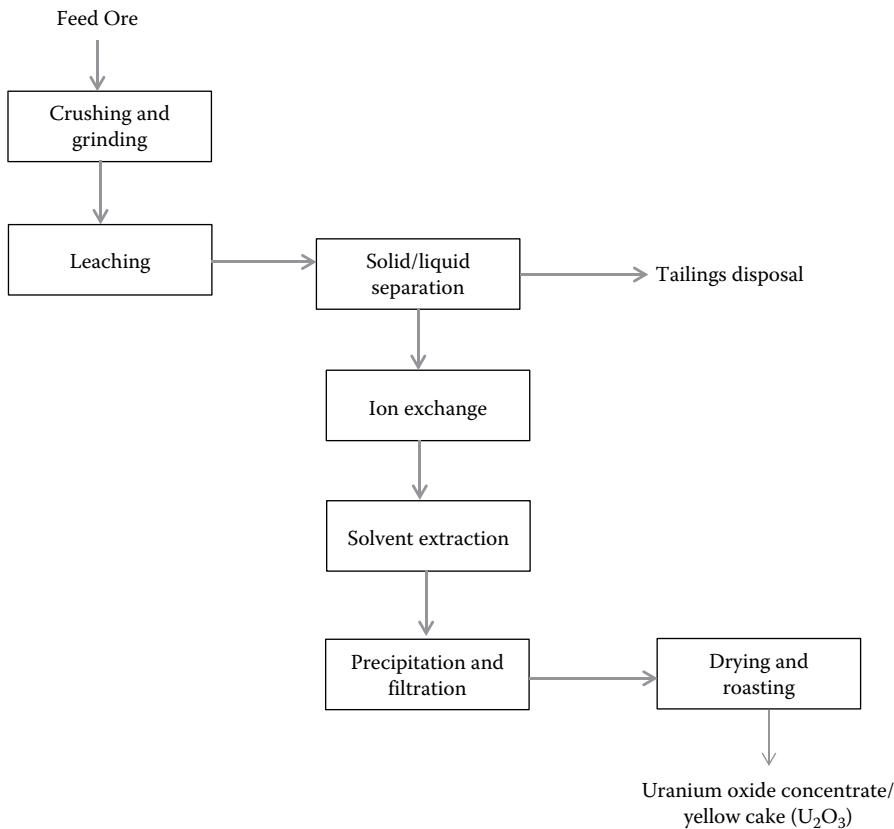 Feed Ore
Crushing and
grinding
Leaching
Solid/liquid
separation
Tailings disposal
Ion exchange
Solvent extraction
Precipitation and
filtration
Drying and
roasting
Uranium oxide concentrate/
yellow cake (U₂O₃)